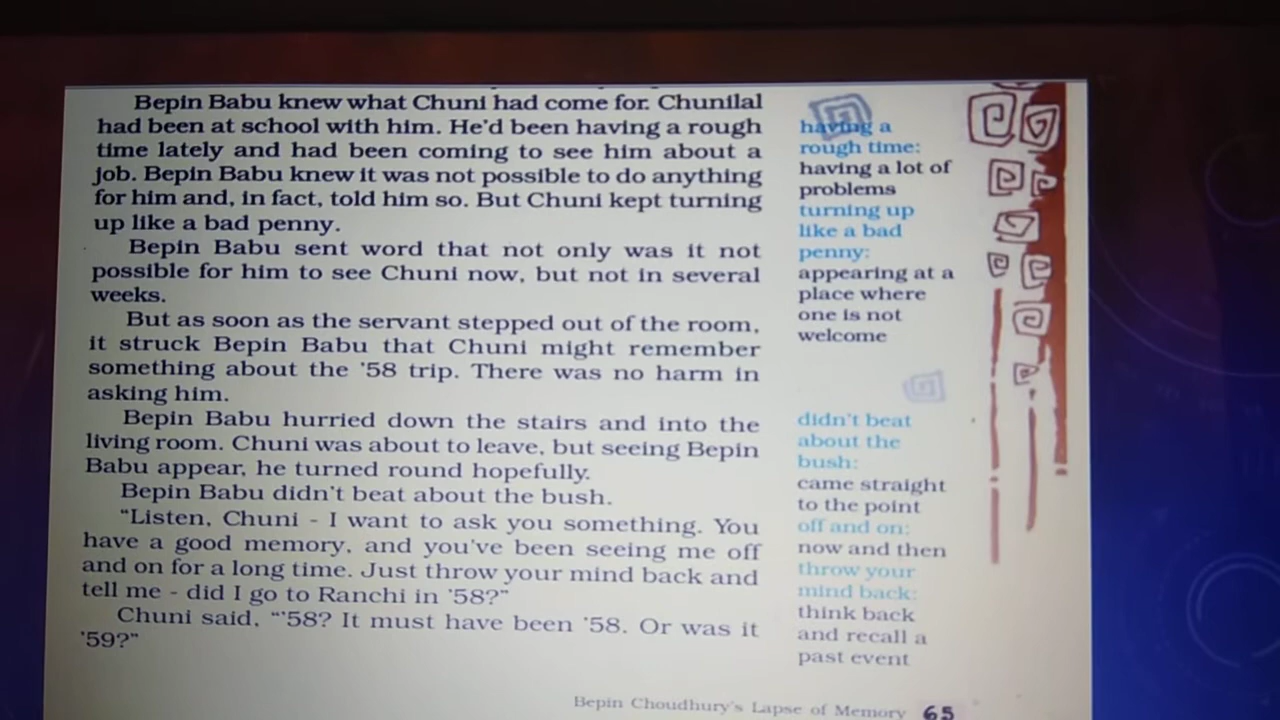 Bepin Babu knew what Chuni had come for. Chunilal
had been at school with him. He'd been having a rough
time lately and had been coming to see him about a
job. Bepin Babu knew it was not possible to do anything
for him and, in fact, told him so. But Chuni kept turning
up like a bad penny.
Bepin Babu sent word that not only was it not
possible for him to see Chuni now, but not in several
weeks.
But as soon as the servant stepped out of the room,
it struck Bepin Babu that Chuni might remember
something about the '58 trip. There was no harm in
asking him.
Bepin Babu hurried down the stairs and into the
living room. Chuni was about to leave, but seeing Bepin
Babu appear, he turned round hopefully.
Bepin Babu didn't beat about the bush.
"Listen, Chuni - I want to ask you something. You
have a good memory, and you've been seeing me off
and on for a long time. Just throw your mind back and
tell me - did I go to Ranchi in '58?"
Chuni said, "'58? It must have been '58. Or was it
'59?"
having a
rough time:
having a lot of
problems
turning up
like a bad
penny:
appearing at a
place where
one is not
welcome
didn't beat
about the
bush:
came straight
to the point
off and on:
now and then
throw your
mind back:
think back
and recall a
past event
Bepin Choudhury's Lapse of Memory 65